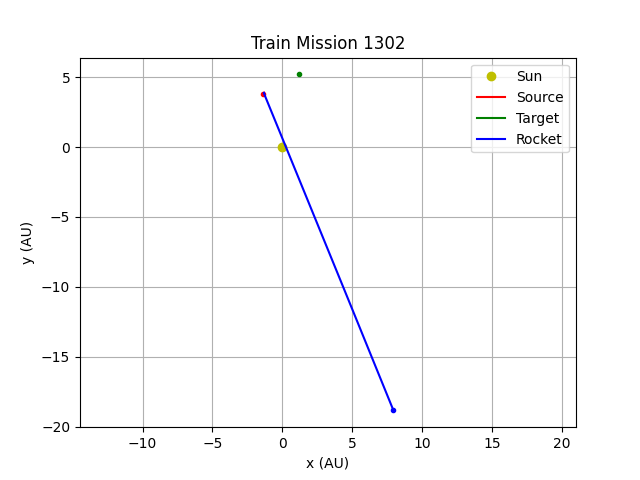 Train Mission 1302
Sun
Source
Target
Rocket
5
0
−5
−10
−15
−20
y (AU)
−10
−5
0
5
10
15
20
x (AU)